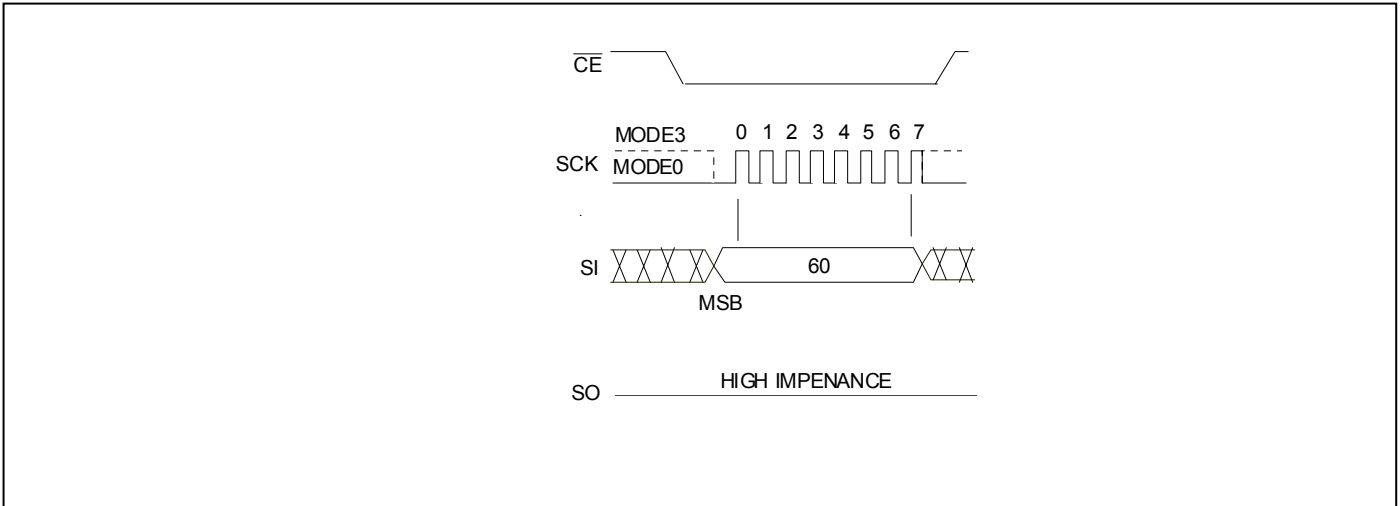 CE
MODE3 0 1 2 3 4 5 6 7
SCK MODE0
SI 60
MSB
SO HIGH IMPENANCE